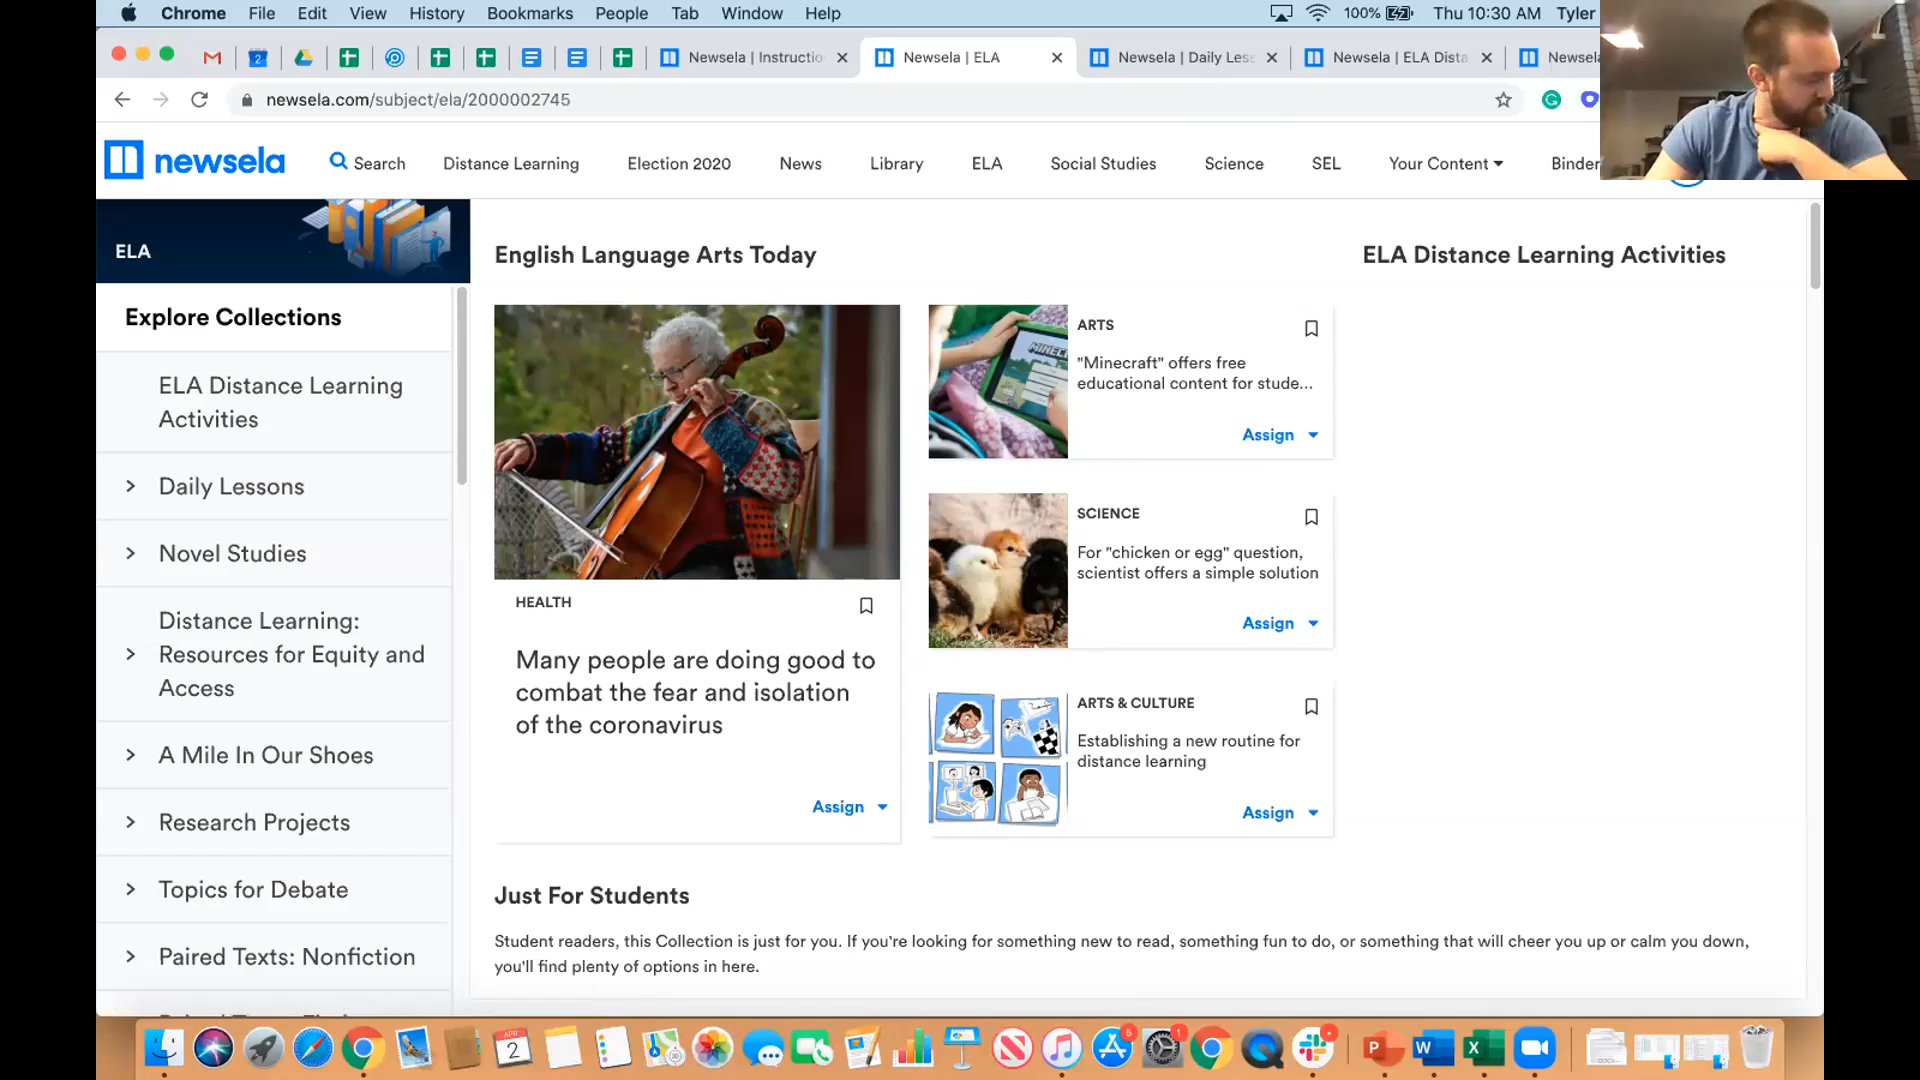 Chrome File Edit View History Bookmarks People Tab Window Help 100% Thu 10:30 AM Tyler
Newsela | Instructio Newsela | ELA Newsela | Daily Less Newsela | ELA Dista Newsela
newsela.com/subject/ela/2000002745
newsela Search Distance Learning Election 2020 News Library ELA Social Studies Science SEL Your Content Binder
ELA
Explore Collections
ELA Distance Learning
Activities
Daily Lessons
Novel Studies
Distance Learning:
Resources for Equity and
Access
A Mile In Our Shoes
Research Projects
Topics for Debate
Paired Texts: Nonfiction
English Language Arts Today
HEALTH
Many people are doing good to
combat the fear and isolation
of the coronavirus
Assign
ARTS
"Minecraft" offers free
educational content for stude...
Assign
SCIENCE
For "chicken or egg" question,
scientist offers a simple solution
Assign
ARTS & CULTURE
Establishing a new routine for
distance learning
Assign
ELA Distance Learning Activities
Just For Students
Student readers, this Collection is just for you. If you're looking for something new to read, something fun to do, or something that will cheer you up or calm you down,
you'll find plenty of options in here.
APR
2